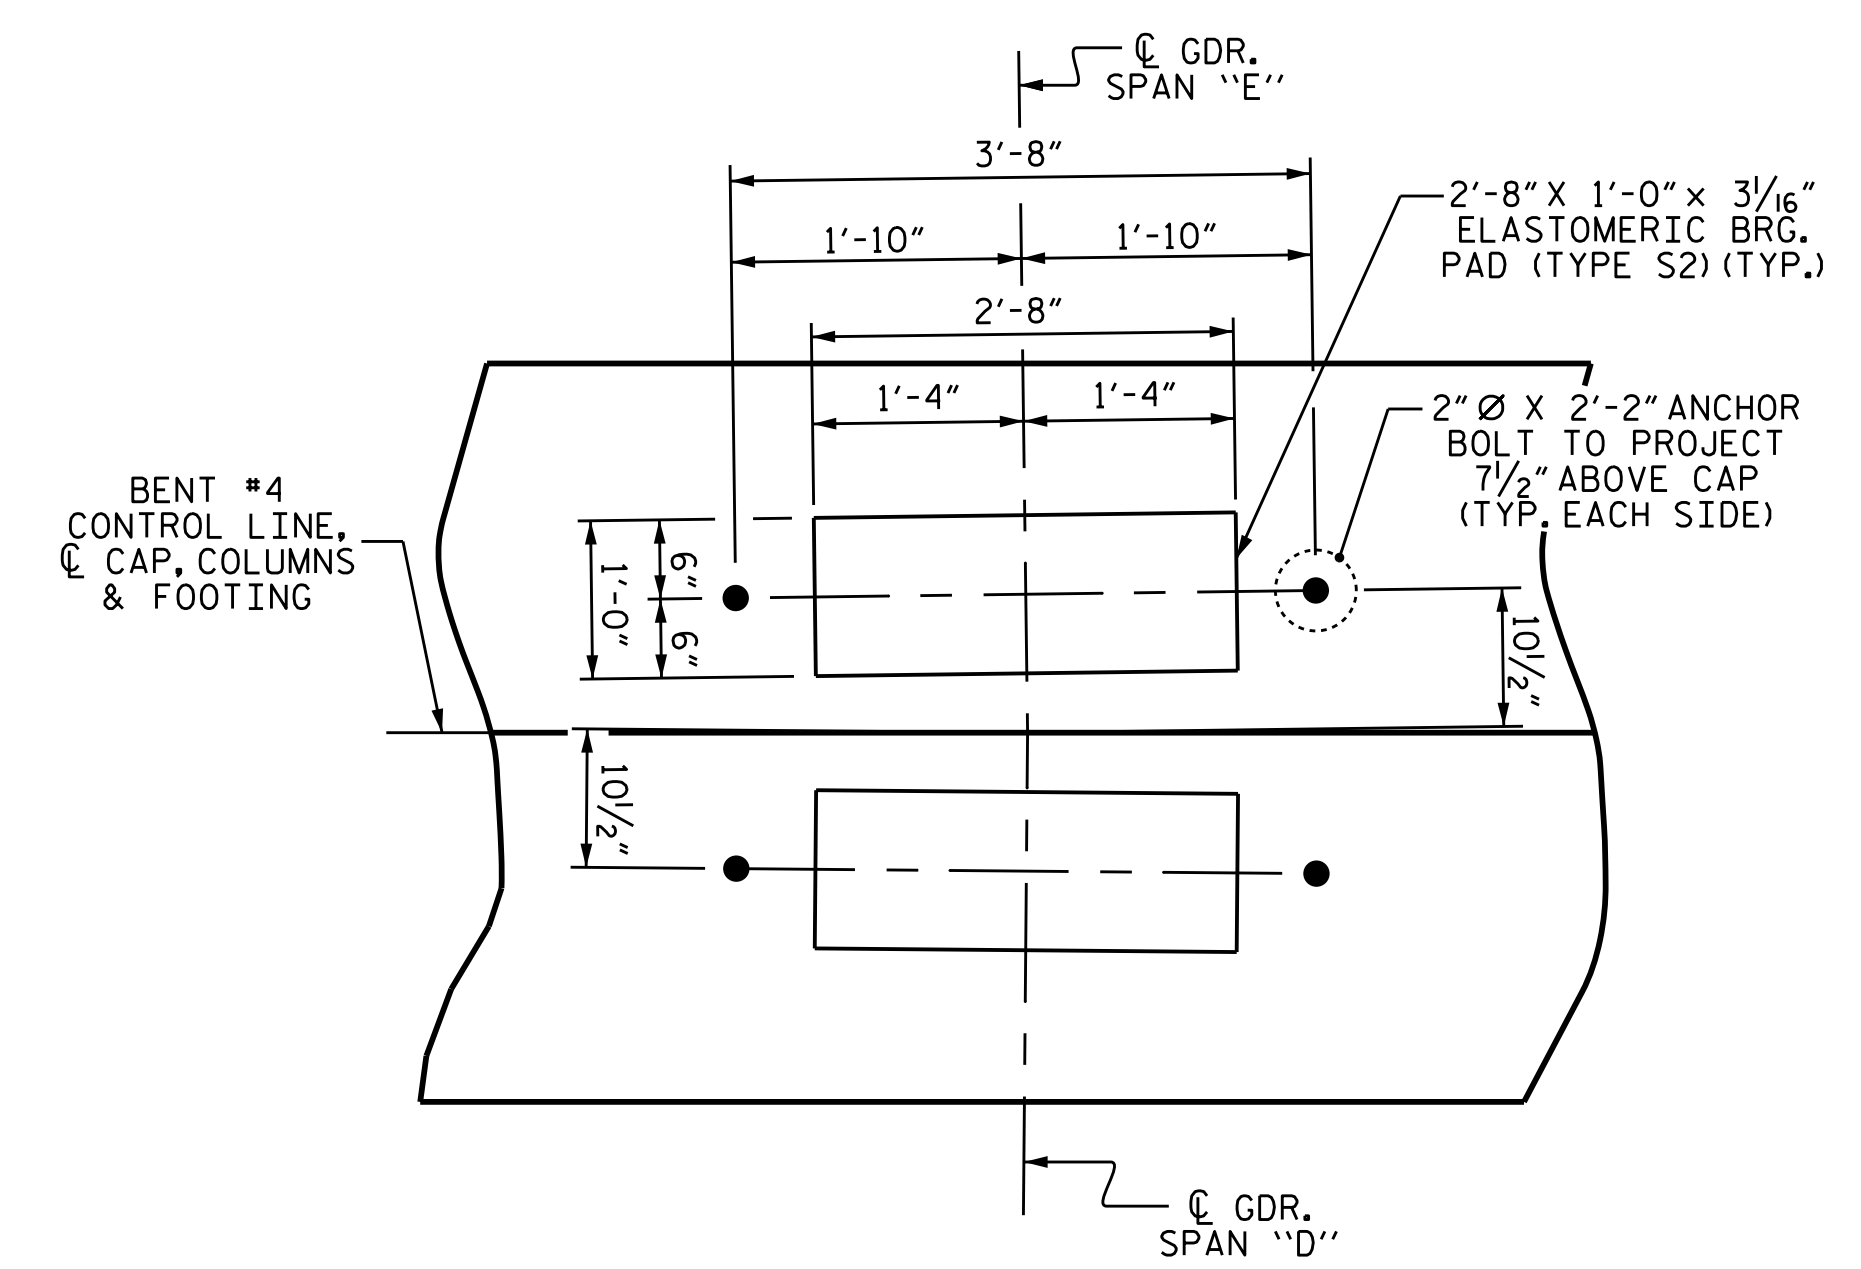 ℄ GDR.
SPAN "E"
3'-8"
1'-10"
1'-10"
2'-8"
1'-4"
1'-4"
2'-8" X 1'-0" x 3 1/16"
ELASTOMERIC BRG.
PAD (TYPE S2)(TYP.)
2" Ø X 2'-2" ANCHOR
BOLT TO PROJECT
7 1/2" ABOVE CAP
(TYP. EACH SIDE)
BENT #4
CONTROL LINE,
℄ CAP, COLUMNS
& FOOTING
1'-0"
6"
6"
10 1/2"
10 1/2"
℄ GDR.
SPAN "D"